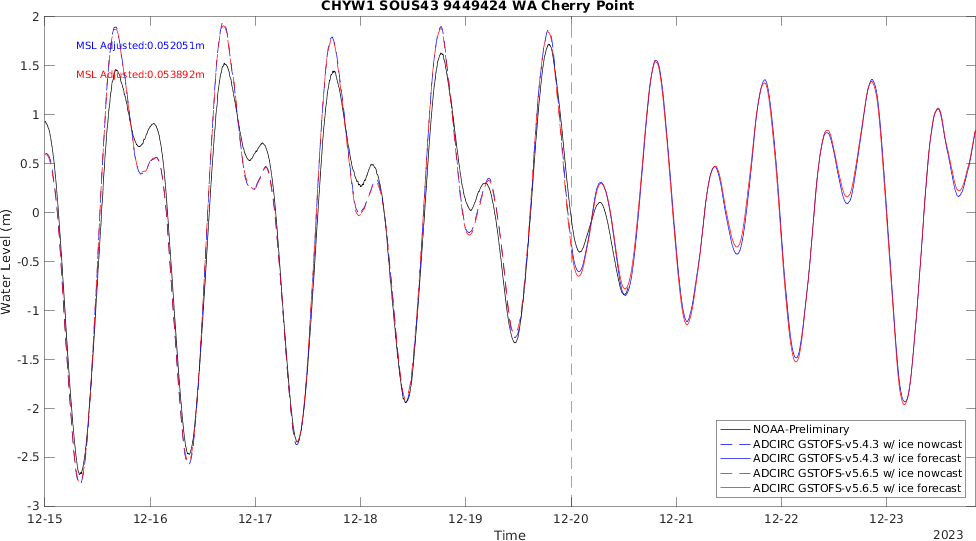 CHYW1 SOUS43 9449424 WA Cherry Point
MSL Adjusted:0.052051m
MSL Adjusted:0.053892m
2
1.5
1
0.5
0
-0.5
-1
-1.5
-2
-2.5
-3
Water Level (m)
NOAA-Preliminary
ADCIRC GSTOFS-v5.4.3 w/ ice nowcast
ADCIRC GSTOFS-v5.4.3 w/ ice forecast
ADCIRC GSTOFS-v5.6.5 w/ ice nowcast
ADCIRC GSTOFS-v5.6.5 w/ ice forecast
12-15 12-16 12-17 12-18 12-19 12-20 12-21 12-22 12-23
Time
2023